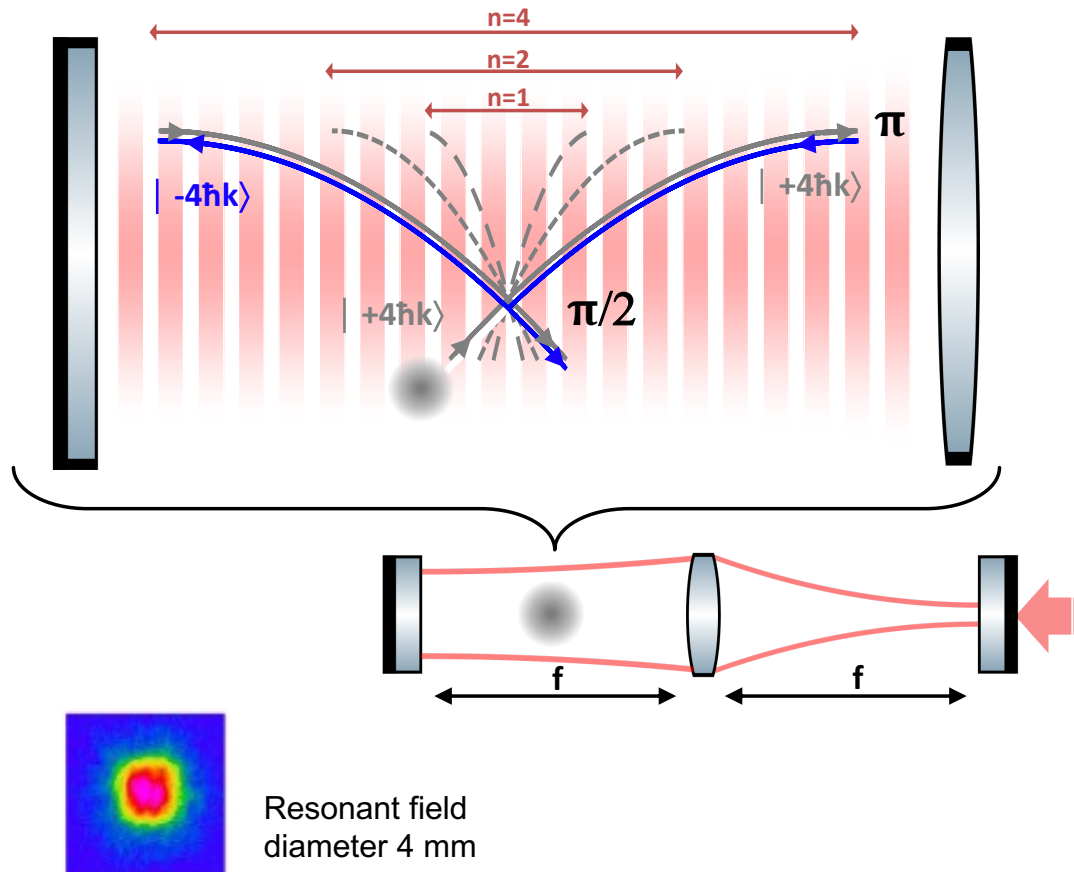 n=4
n=2
n=1
π
| -4ħk⟩
| +4ħk⟩
| +4ħk⟩
π/2
f
f
Resonant field
diameter 4 mm